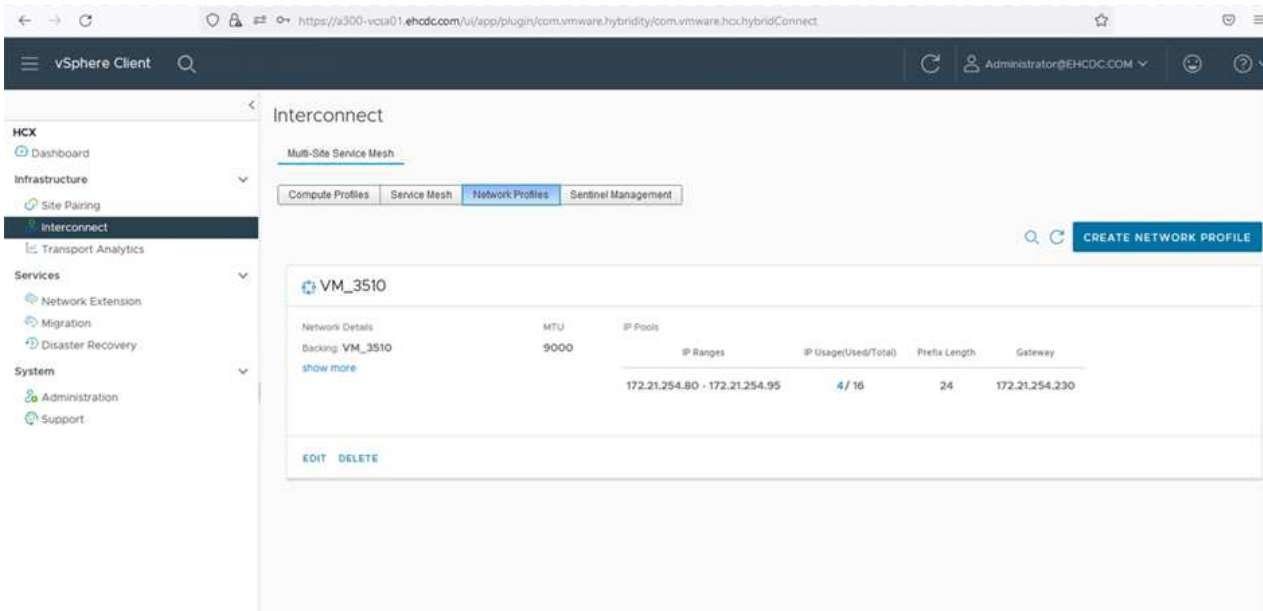 https://a300-vcsa01.ehcdc.com/ui/app/plugin/com.vmware.hybridity/com.vmware.hcx.hybridConnect
vSphere Client
Administrator@EHCDC.COM
HCX
Dashboard
Infrastructure
Site Pairing
Interconnect
Transport Analytics
Services
Network Extension
Migration
Disaster Recovery
System
Administration
Support
Interconnect
Multi-Site Service Mesh
Compute Profiles Service Mesh Network Profiles Sentinel Management
CREATE NETWORK PROFILE
VM_3510
Network Details MTU IP Pools
Backing: VM_3510 9000
IP Ranges IP Usage(Used/Total) Prefix Length Gateway
show more
172.21.254.80 - 172.21.254.95 4/ 16 24 172.21.254.230
EDIT DELETE